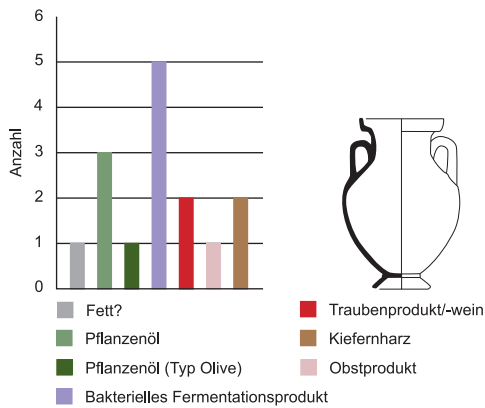 6
5
4
3
2
1
0
Anzahl
Fett?
Pflanzenöl
Pflanzenöl (Typ Olive)
Bakterielles Fermentationsprodukt
Traubenprodukt/-wein
Kiefernharz
Obstprodukt